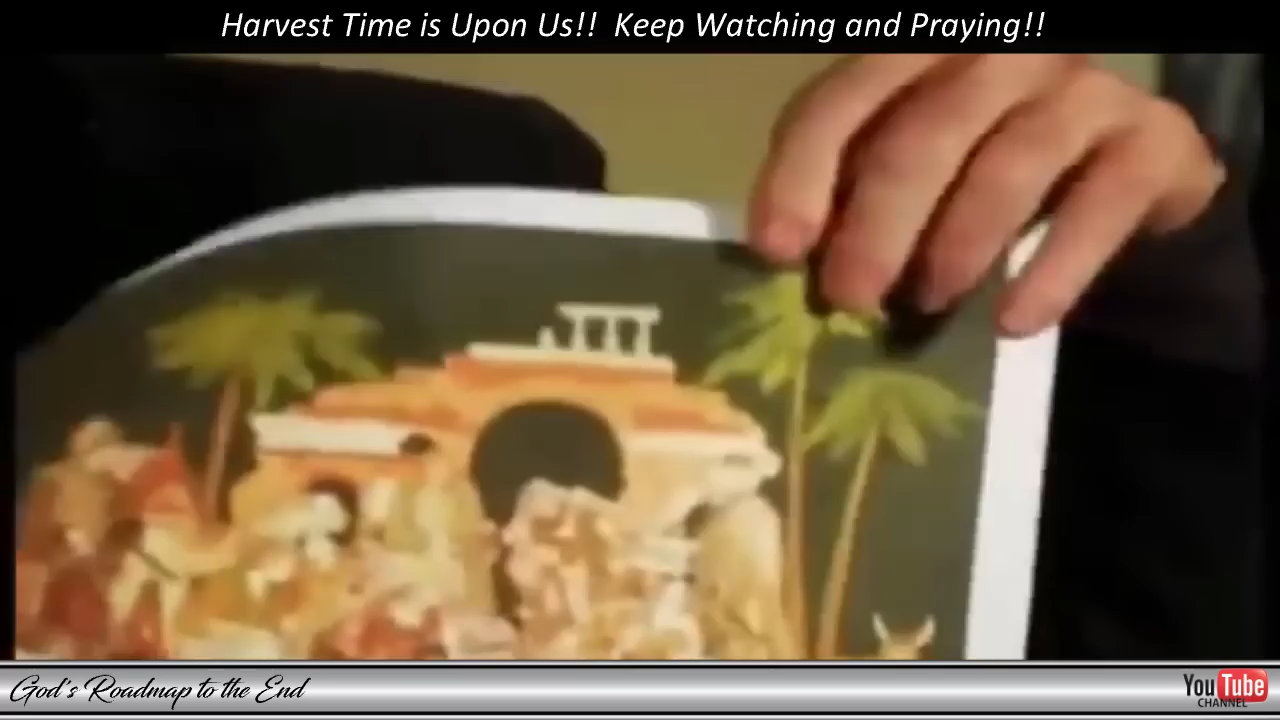 Harvest Time is Upon Us!!  Keep Watching and Praying!!
God's Roadmap to the End
YouTube
CHANNEL